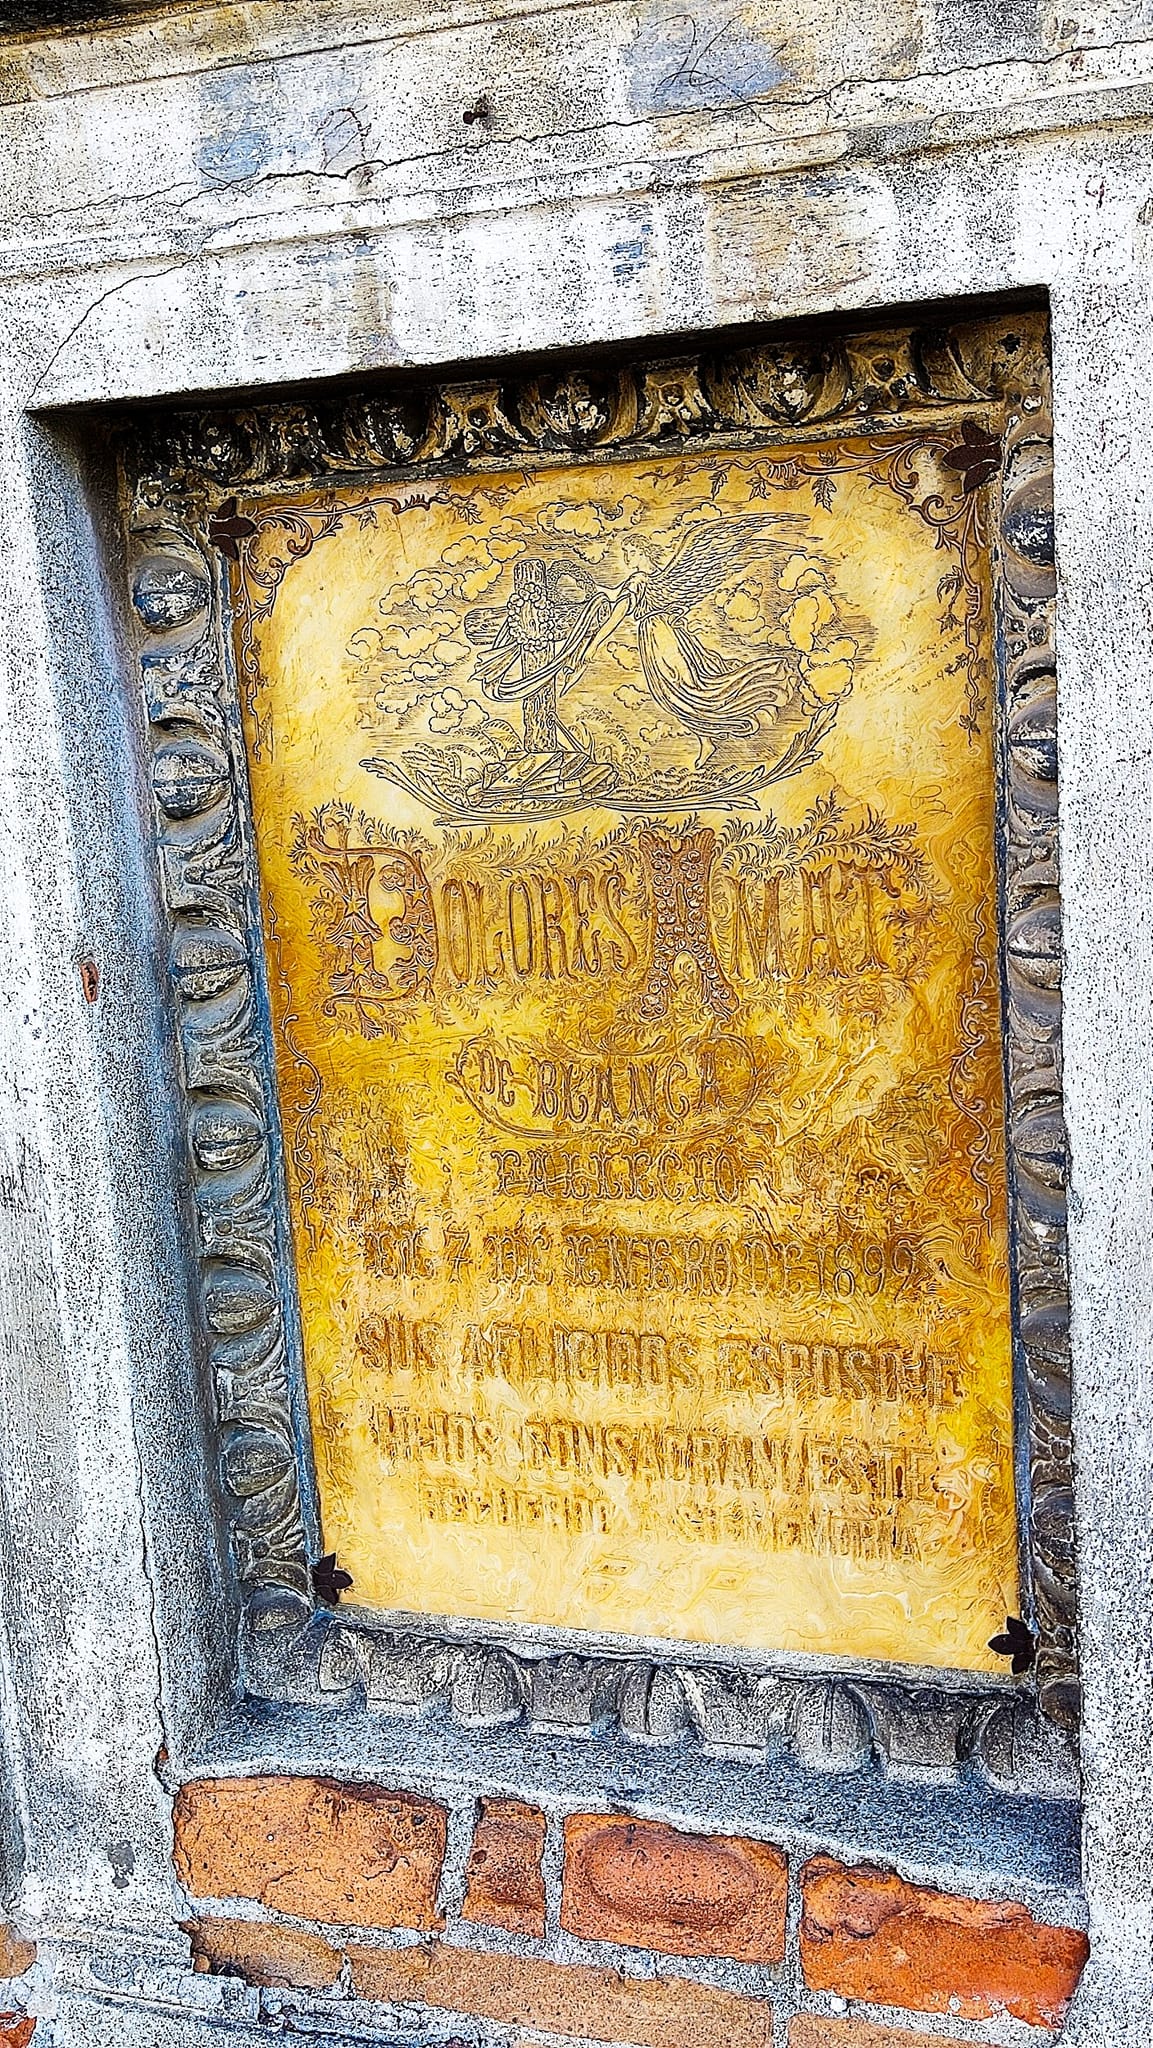 DOLORES AMAT
DE BLANCA
FALLECIO
EL 7 DE ENERO DE 1892
SUS AFLIGIDOS ESPOSO É
HIJOS CONSAGRAN ESTE
RECUERDO A SU MEMORIA